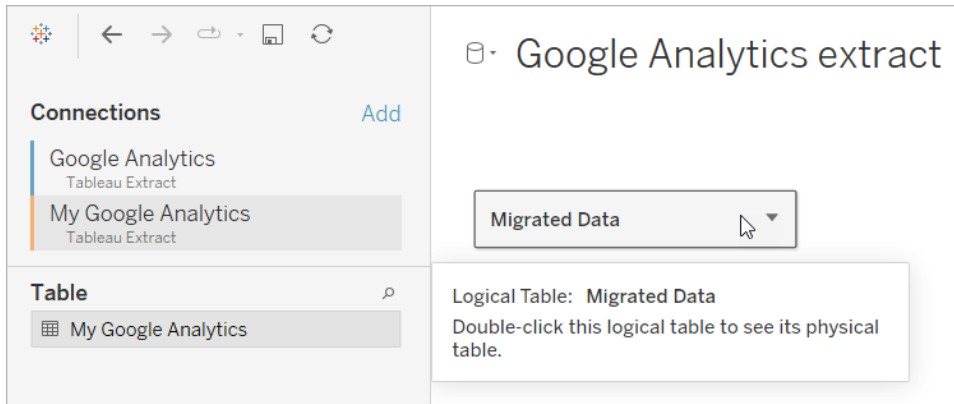 Google Analytics extract
Connections
Add
Google Analytics
Tableau Extract
My Google Analytics
Tableau Extract
Migrated Data
Table
My Google Analytics
Logical Table: Migrated Data
Double-click this logical table to see its physical
table.